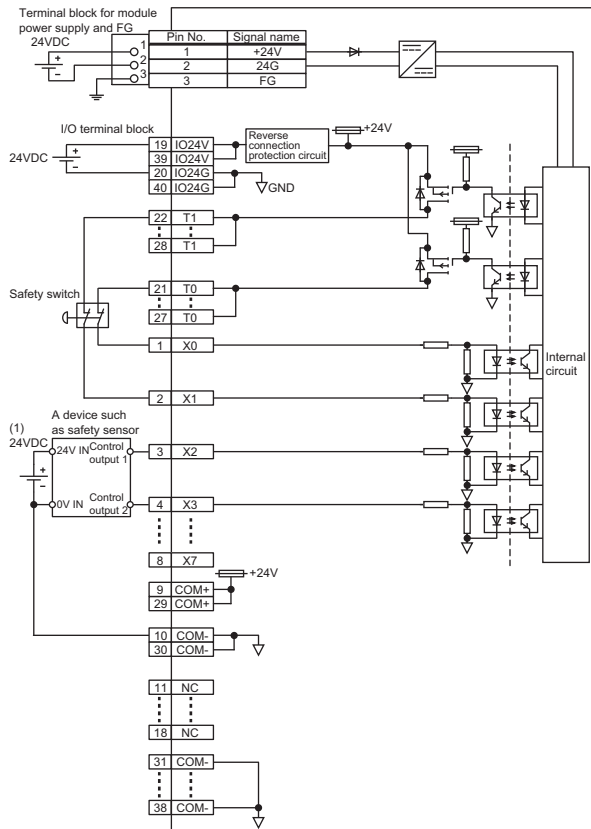 Terminal block for module
power supply and FG
24VDC
+
−
1
2
3
Pin No. Signal name
1 +24V
2 24G
3 FG
I/O terminal block
24VDC
+
−
19 IO24V
39 IO24V
20 IO24G
40 IO24G
Reverse
connection
protection circuit
+24V
GND
22 T1
28 T1
Safety switch
21 T0
27 T0
1 X0
2 X1
Internal
circuit
A device such
as safety sensor
(1)
24VDC
+
−
24V IN
Control
output 1
0V IN
Control
output 2
3 X2
4 X3
8 X7
+24V
9 COM+
29 COM+
10 COM-
30 COM-
11 NC
18 NC
31 COM-
38 COM-